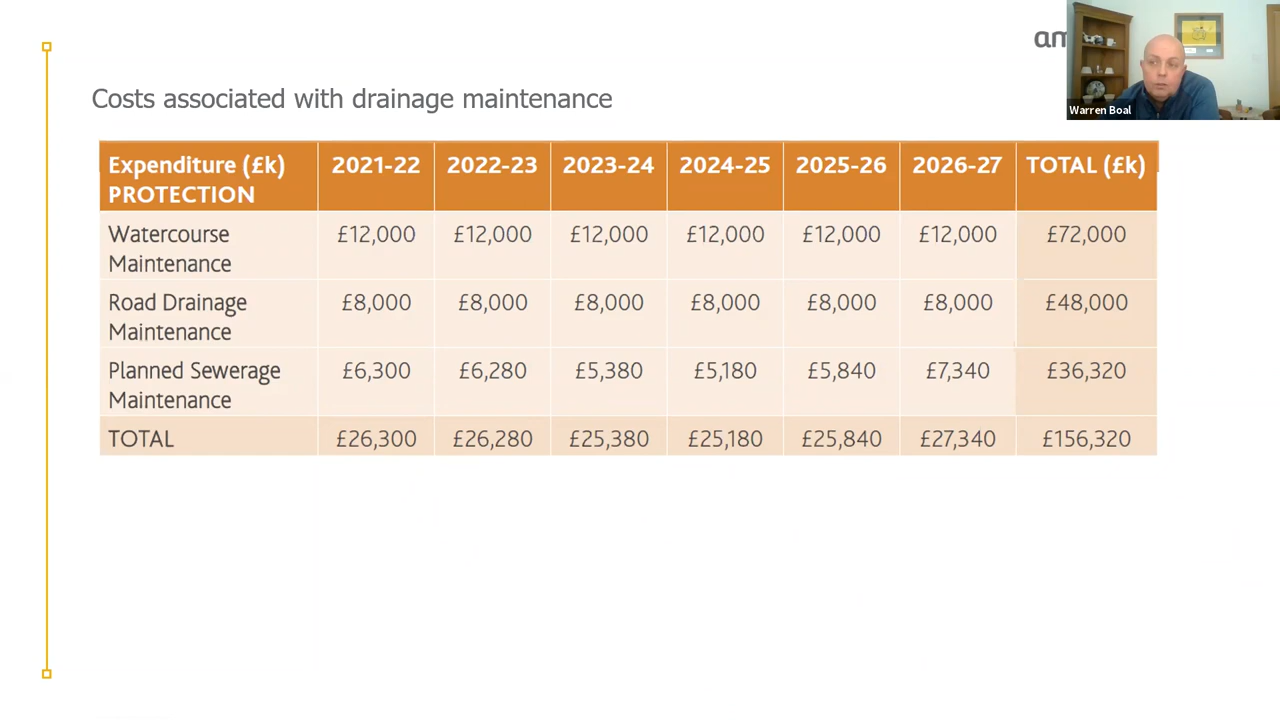 am
Warren Boal
Costs associated with drainage maintenance
Expenditure (£k) 2021-22 2022-23 2023-24 2024-25 2025-26 2026-27 TOTAL (£k)
PROTECTION
Watercourse £12,000 £12,000 £12,000 £12,000 £12,000 £12,000 £72,000
Maintenance
Road Drainage £8,000 £8,000 £8,000 £8,000 £8,000 £8,000 £48,000
Maintenance
Planned Sewerage £6,300 £6,280 £5,380 £5,180 £5,840 £7,340 £36,320
Maintenance
TOTAL £26,300 £26,280 £25,380 £25,180 £25,840 £27,340 £156,320